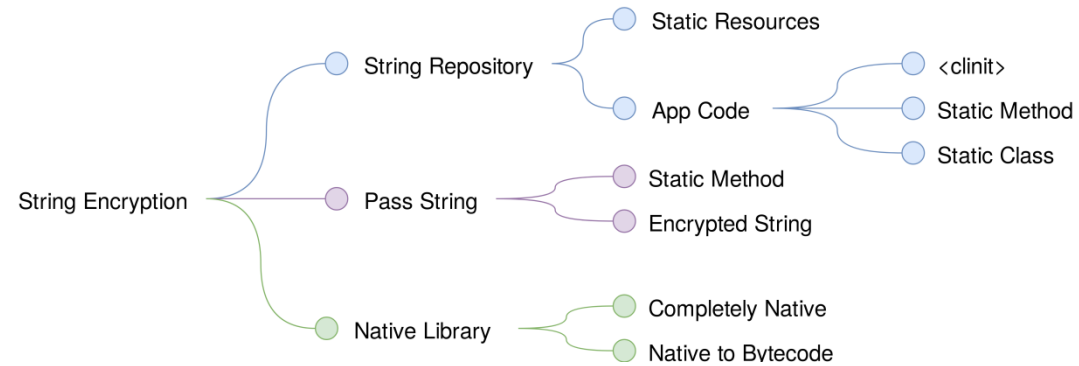 String Encryption
String Repository
Static Resources
App Code
<clinit>
Static Method
Static Class
Pass String
Static Method
Encrypted String
Native Library
Completely Native
Native to Bytecode